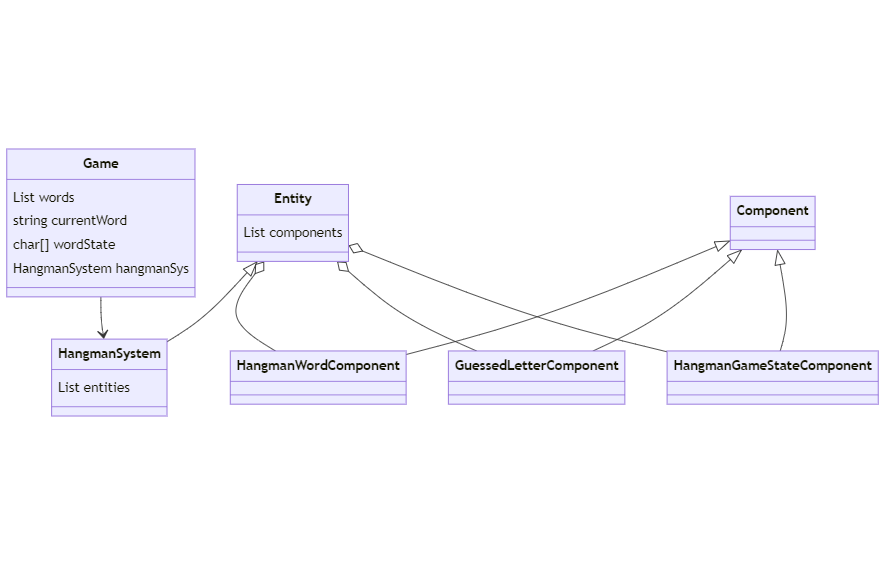 Game
List words
string currentWord
char[] wordState
HangmanSystem hangmanSys
Entity
List components
Component
HangmanSystem
List entities
HangmanWordComponent
GuessedLetterComponent
HangmanGameStateComponent